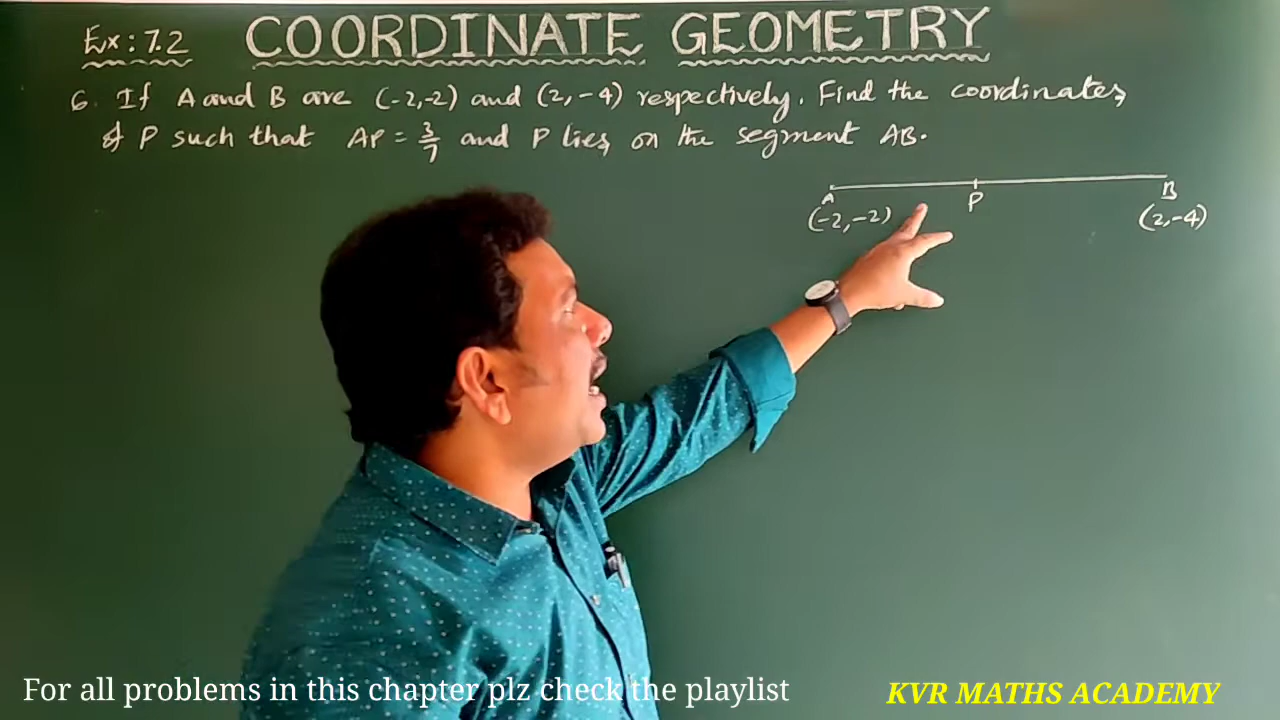 Ex: 7.2 COORDINATE GEOMETRY
6. If A and B are (-2,-2) and (2,-4) respectively. Find the coordinates
of P such that AP = 3/7 and P lies on the segment AB.
A P B
(-2,-2) (2,-4)
For all problems in this chapter plz check the playlist
KVR MATHS ACADEMY